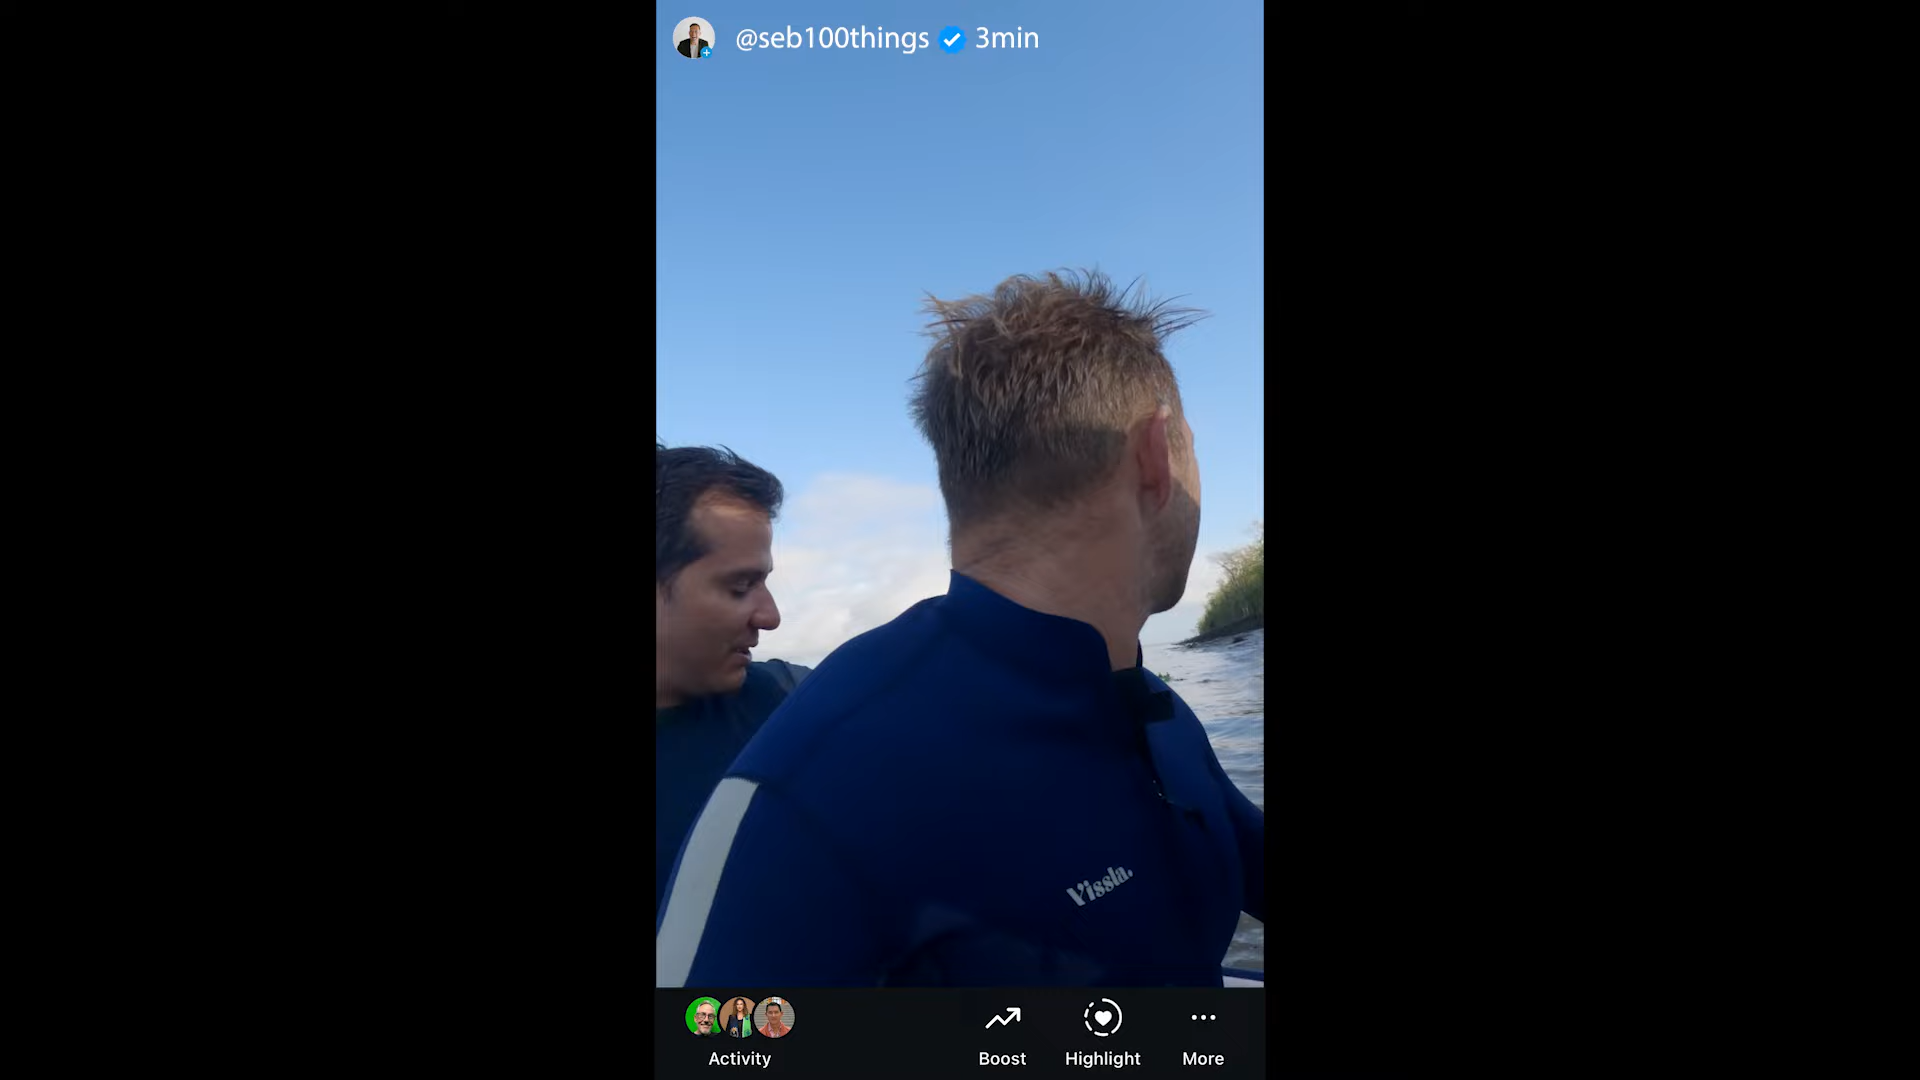 @seb100things 3min
Vissla.
Activity
Boost
Highlight
More